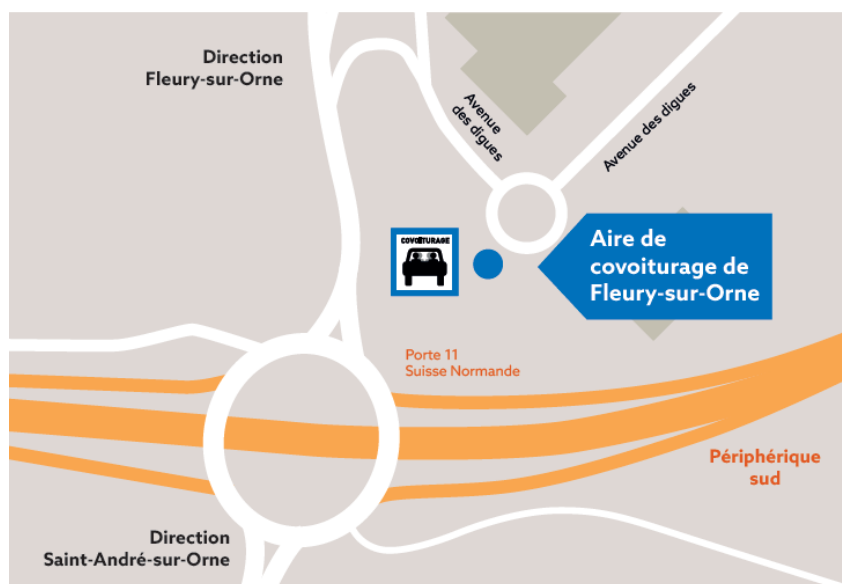 Direction
Fleury-sur-Orne
Avenue
des digues
Avenue des digues
COVOITURAGE
Aire de
covoiturage de
Fleury-sur-Orne
Porte 11
Suisse Normande
Périphérique
sud
Direction
Saint-André-sur-Orne